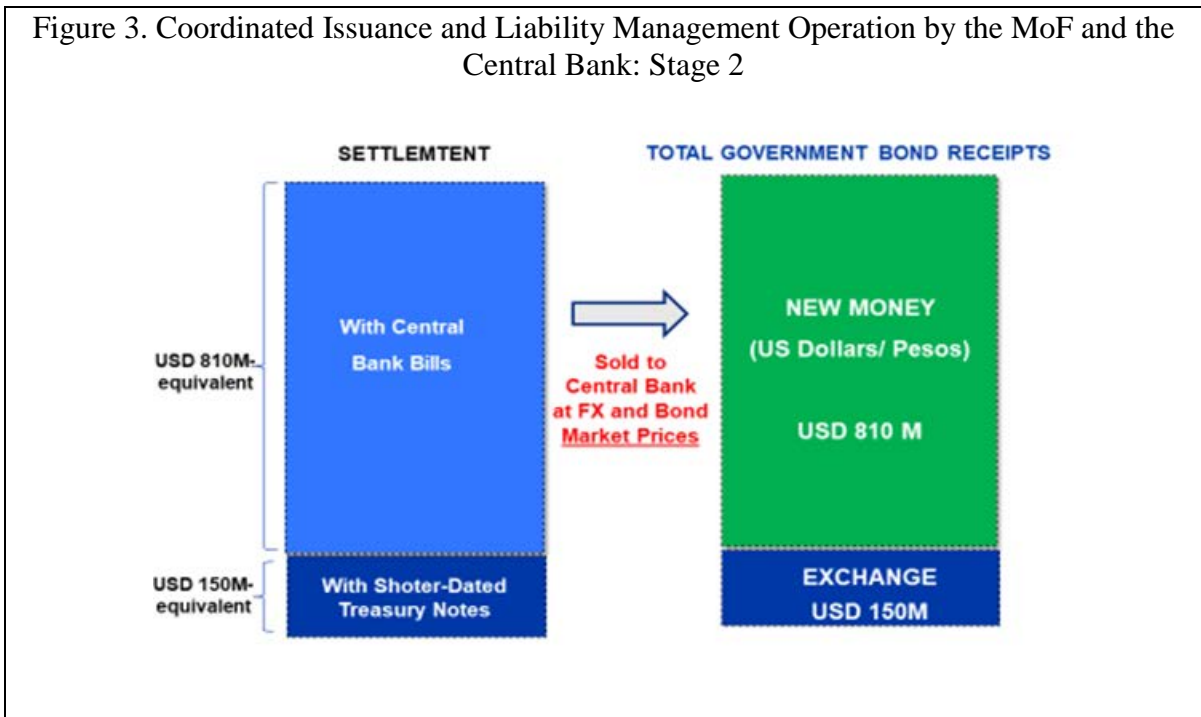 Figure 3. Coordinated Issuance and Liability Management Operation by the MoF and the
Central Bank: Stage 2
SETTLEMTENT
TOTAL GOVERNMENT BOND RECEIPTS
USD 810M-
equivalent
With Central
Bank Bills
Sold to
Central Bank
at FX and Bond
Market Prices
NEW MONEY
(US Dollars/ Pesos)
USD 810 M
USD 150M-
equivalent
With Shoter-Dated
Treasury Notes
EXCHANGE
USD 150M